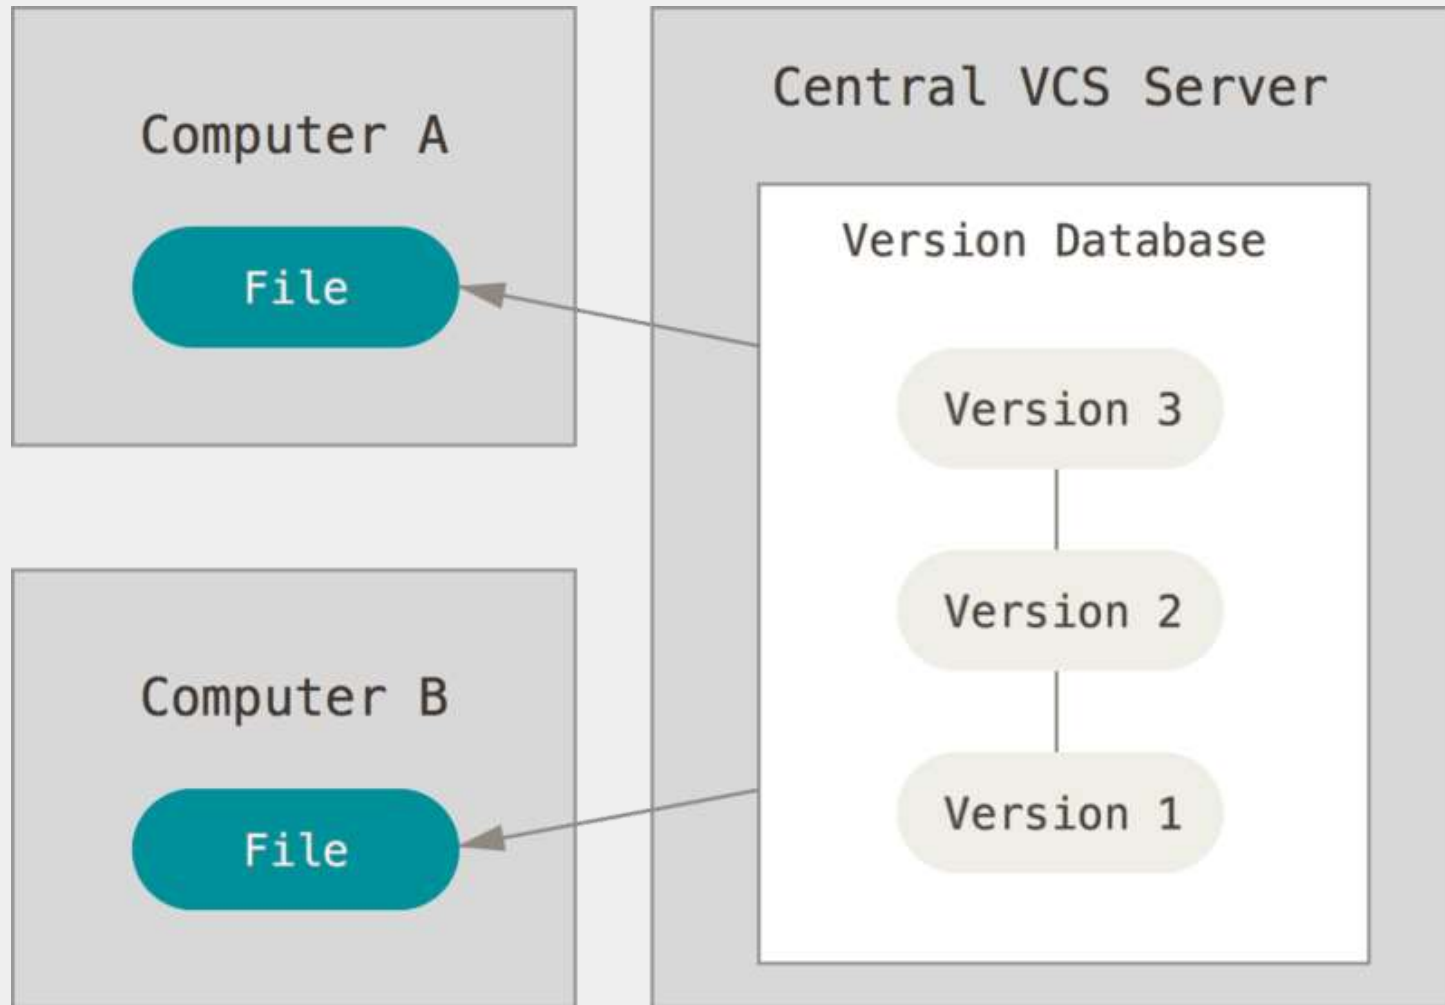 Computer A
File
Computer B
File
Central VCS Server
Version Database
Version 3
Version 2
Version 1